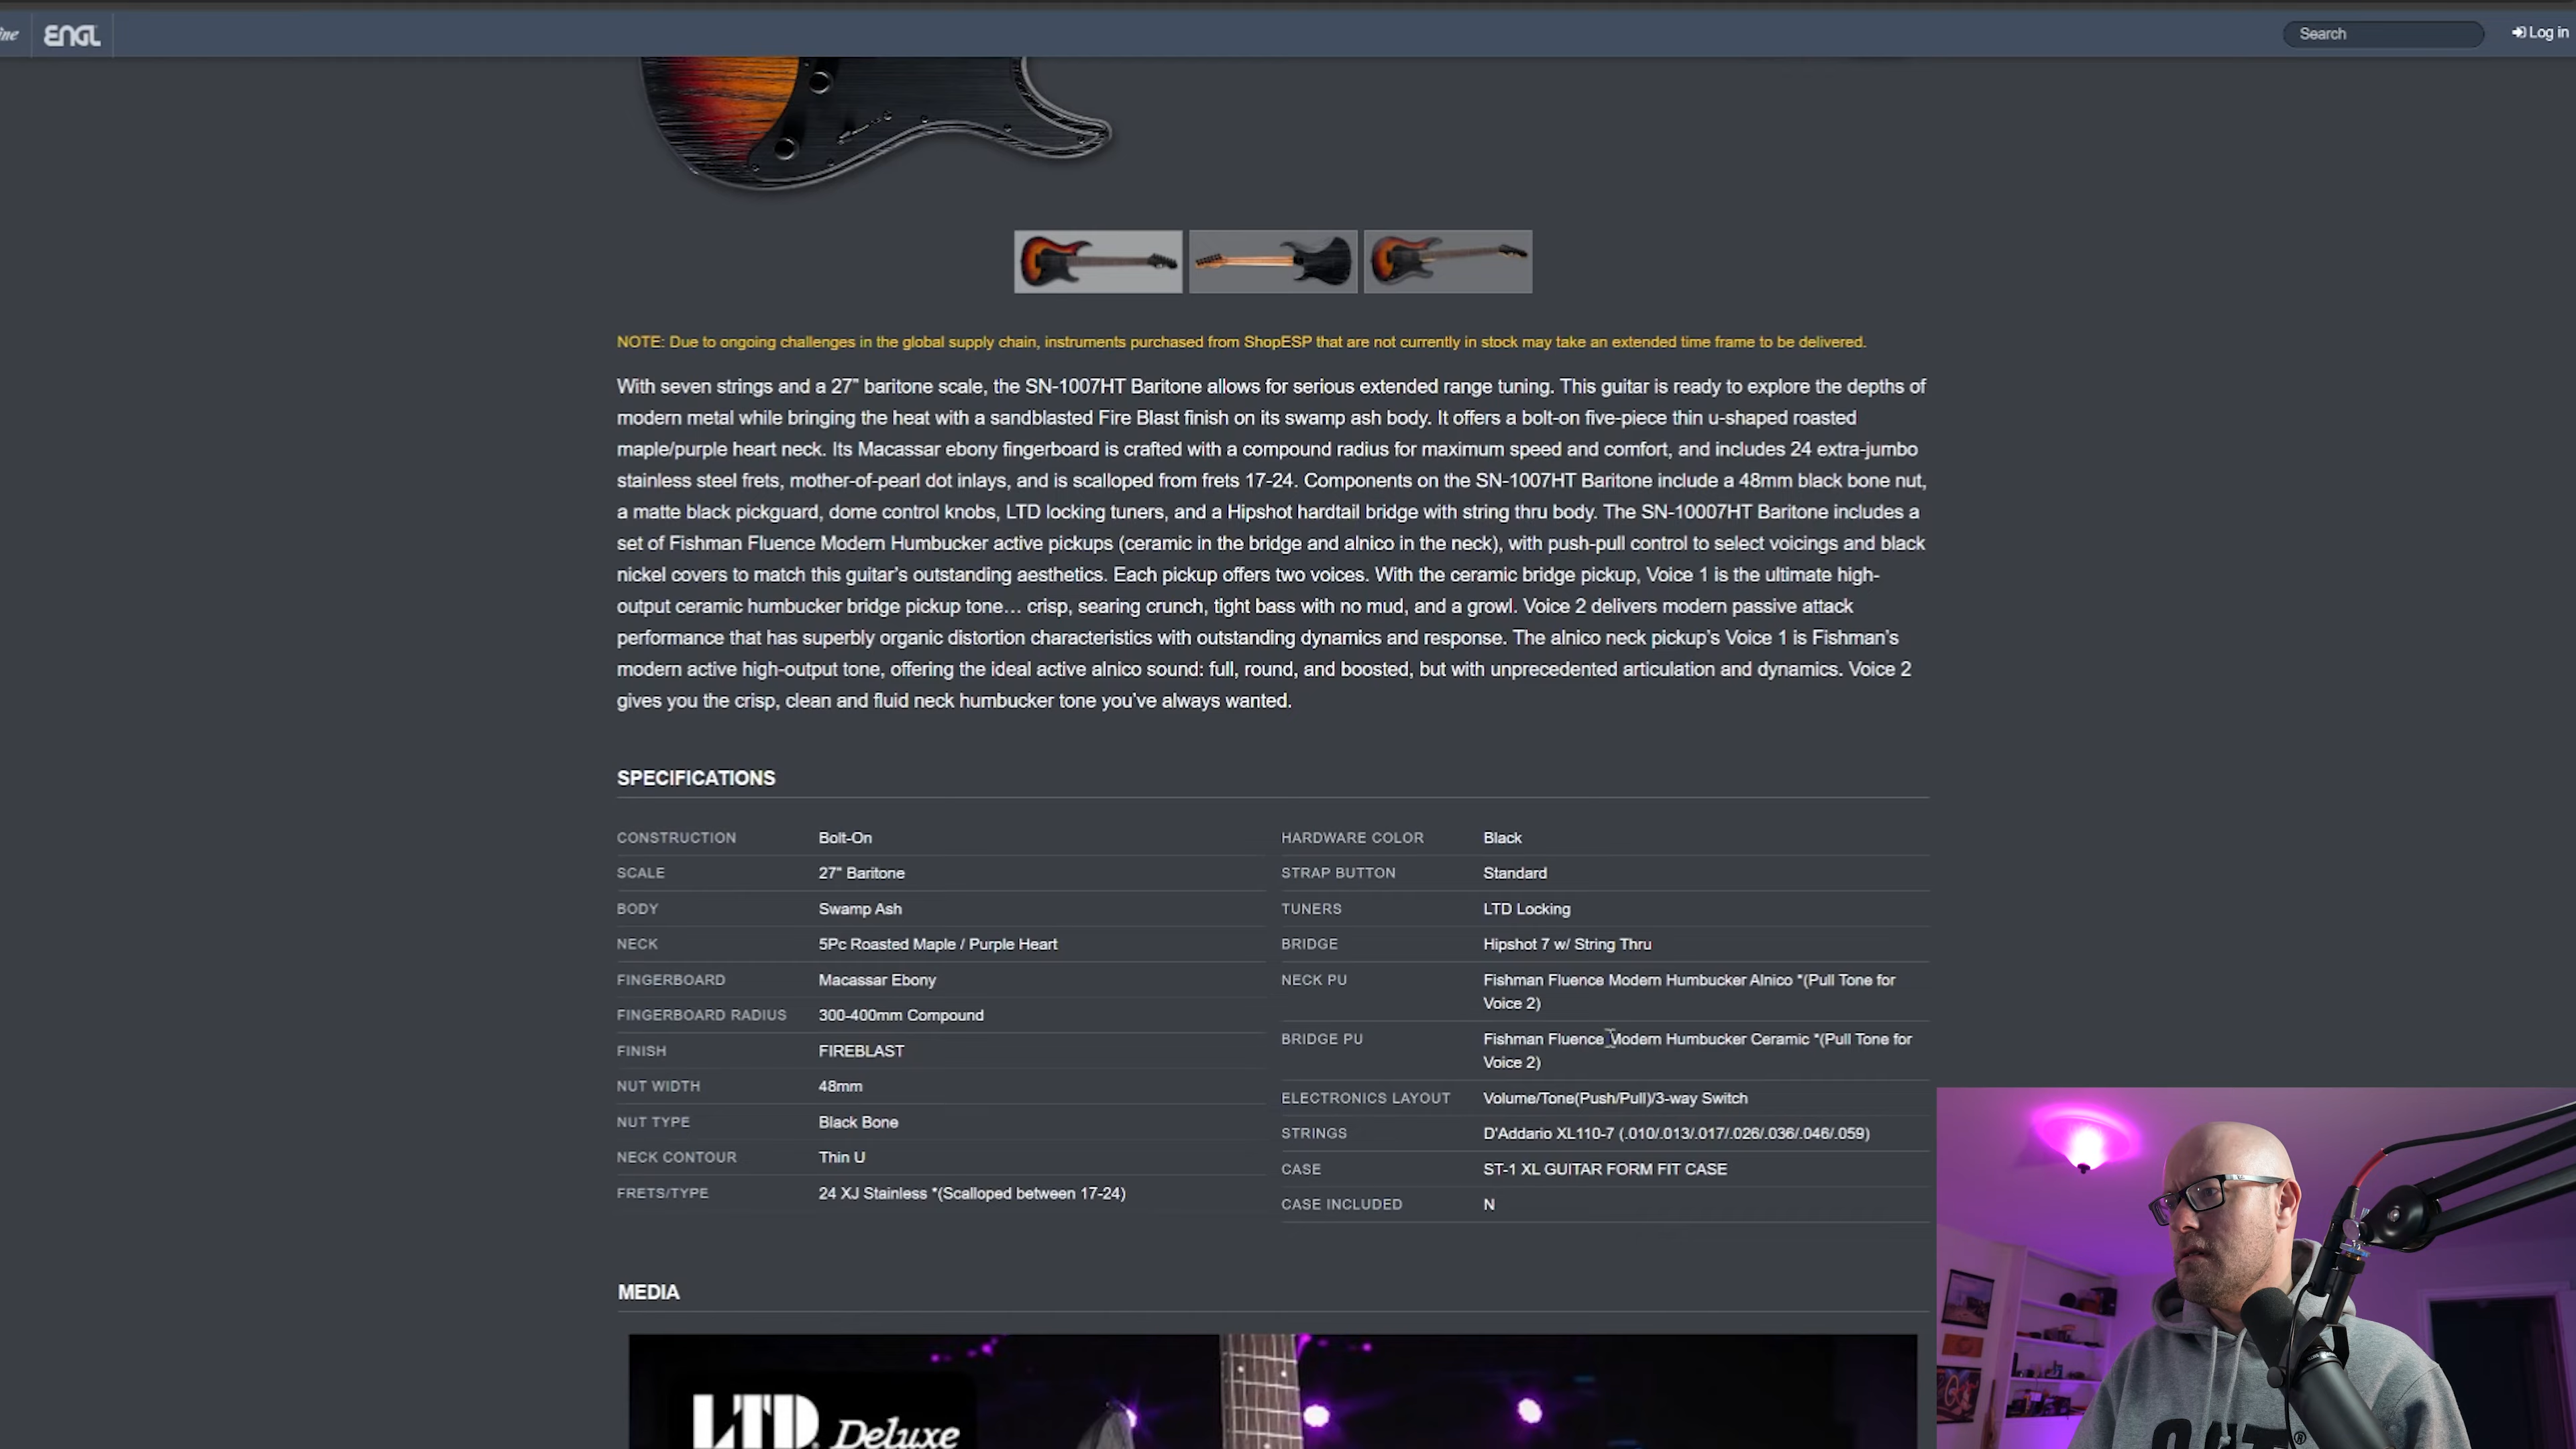 ine
ENGL
Search
Log in
NOTE: Due to ongoing challenges in the global supply chain, instruments purchased from ShopESP that are not currently in stock may take an extended time frame to be delivered.
With seven strings and a 27" baritone scale, the SN-1007HT Baritone allows for serious extended range tuning. This guitar is ready to explore the depths of
modern metal while bringing the heat with a sandblasted Fire Blast finish on its swamp ash body. It offers a bolt-on five-piece thin u-shaped roasted
maple/purple heart neck. Its Macassar ebony fingerboard is crafted with a compound radius for maximum speed and comfort, and includes 24 extra-jumbo
stainless steel frets, mother-of-pearl dot inlays, and is scalloped from frets 17-24. Components on the SN-1007HT Baritone include a 48mm black bone nut,
a matte black pickguard, dome control knobs, LTD locking tuners, and a Hipshot hardtail bridge with string thru body. The SN-10007HT Baritone includes a
set of Fishman Fluence Modern Humbucker active pickups (ceramic in the bridge and alnico in the neck), with push-pull control to select voicings and black
nickel covers to match this guitar's outstanding aesthetics. Each pickup offers two voices. With the ceramic bridge pickup, Voice 1 is the ultimate high-
output ceramic humbucker bridge pickup tone… crisp, searing crunch, tight bass with no mud, and a growl. Voice 2 delivers modern passive attack
performance that has superbly organic distortion characteristics with outstanding dynamics and response. The alnico neck pickup's Voice 1 is Fishman's
modern active high-output tone, offering the ideal active alnico sound: full, round, and boosted, but with unprecedented articulation and dynamics. Voice 2
gives you the crisp, clean and fluid neck humbucker tone you've always wanted.
SPECIFICATIONS
CONSTRUCTION Bolt-On
SCALE 27" Baritone
BODY Swamp Ash
NECK 5Pc Roasted Maple / Purple Heart
FINGERBOARD Macassar Ebony
FINGERBOARD RADIUS 300-400mm Compound
FINISH FIREBLAST
NUT WIDTH 48mm
NUT TYPE Black Bone
NECK CONTOUR Thin U
FRETS/TYPE 24 XJ Stainless *(Scalloped between 17-24)
HARDWARE COLOR Black
STRAP BUTTON Standard
TUNERS LTD Locking
BRIDGE Hipshot 7 w/ String Thru
NECK PU Fishman Fluence Modern Humbucker Alnico *(Pull Tone for
Voice 2)
BRIDGE PU Fishman Fluence Modern Humbucker Ceramic *(Pull Tone for
Voice 2)
ELECTRONICS LAYOUT Volume/Tone(Push/Pull)/3-way Switch
STRINGS D'Addario XL110-7 (.010/.013/.017/.026/.036/.046/.059)
CASE ST-1 XL GUITAR FORM FIT CASE
CASE INCLUDED N
MEDIA
LTD Deluxe